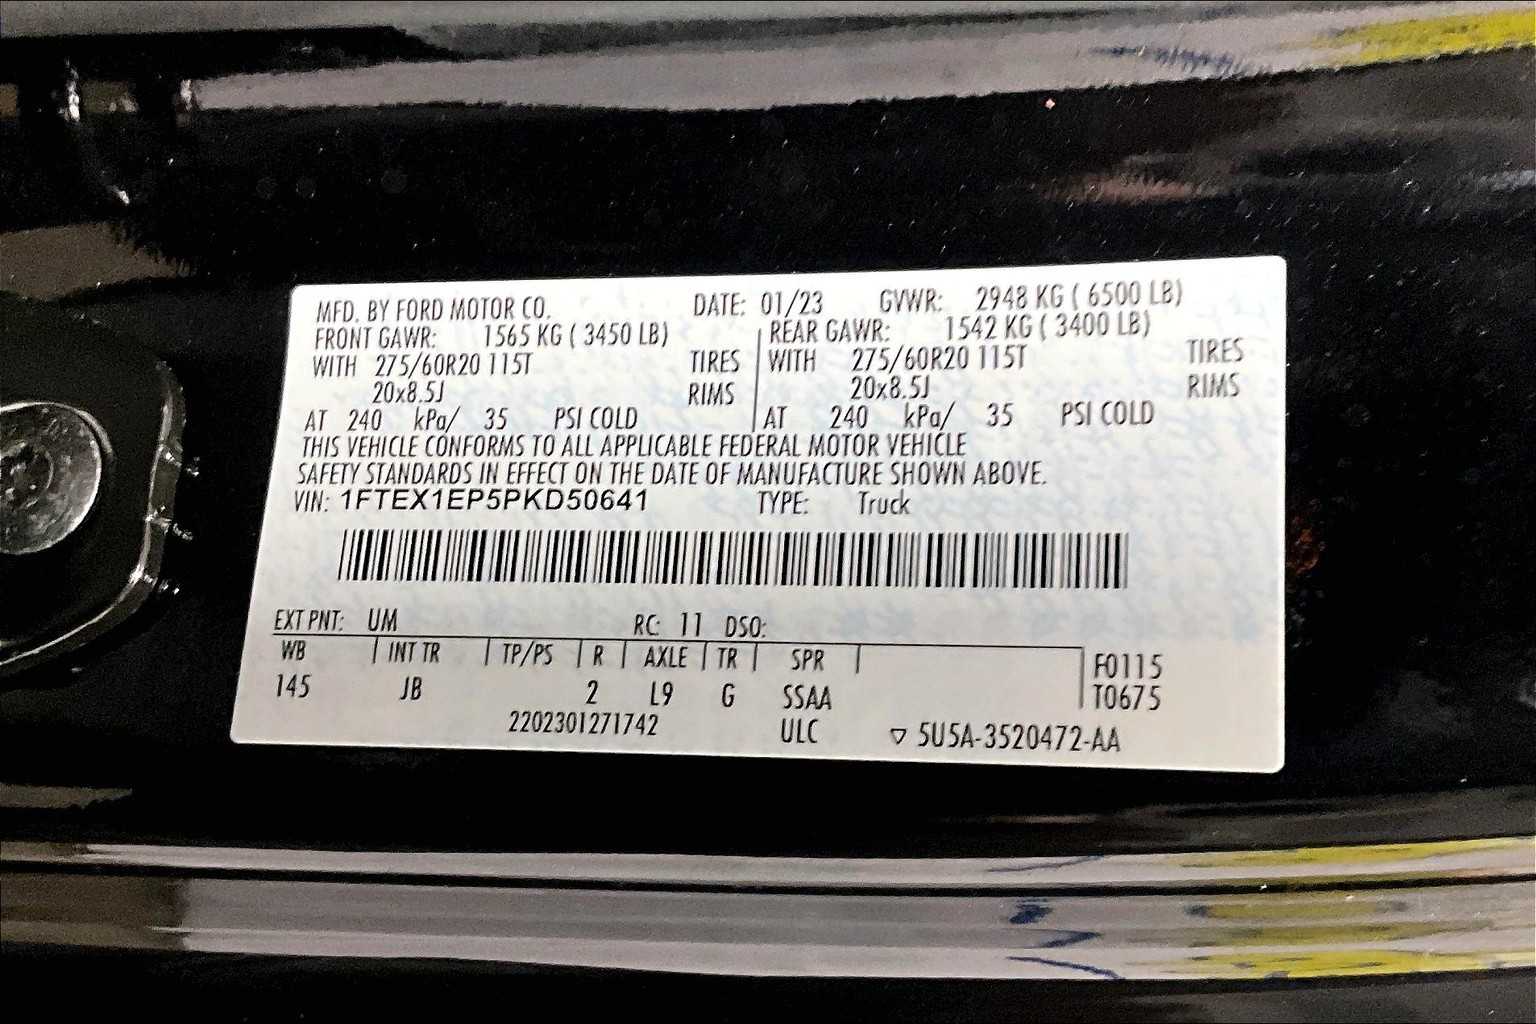 MFD. BY FORD MOTOR CO. DATE: 01/23 GVWR: 2948 KG ( 6500 LB)
FRONT GAWR: 1565 KG ( 3450 LB) REAR GAWR: 1542 KG ( 3400 LB)
WITH 275/60R20 115T TIRES WITH 275/60R20 115T TIRES
20x8.5J RIMS 20x8.5J RIMS
AT 240 kPa/ 35 PSI COLD AT 240 kPa/ 35 PSI COLD
THIS VEHICLE CONFORMS TO ALL APPLICABLE FEDERAL MOTOR VEHICLE
SAFETY STANDARDS IN EFFECT ON THE DATE OF MANUFACTURE SHOWN ABOVE.
VIN: 1FTEX1EP5PKD50641 TYPE: Truck
EXT PNT: UM RC: 11 DSO:
WB INT TR TP/PS R AXLE TR SPR F0115
145 JB 2 L9 G SSAA T0675
2202301271742 ULC ▽ 5U5A-3520472-AA